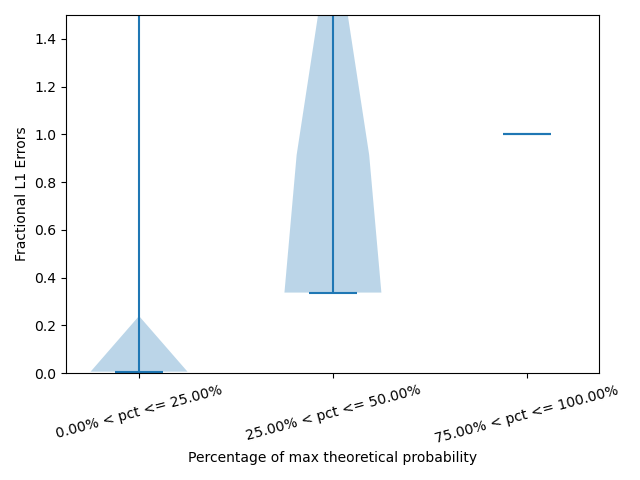 1.4
1.2
1.0
0.8
0.6
0.4
0.2
0.0
Fractional L1 Errors
0.00% < pct <= 25.00%
25.00% < pct <= 50.00%
75.00% < pct <= 100.00%
Percentage of max theoretical probability